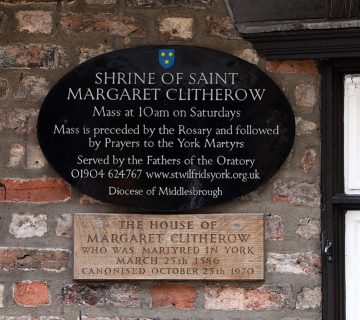 SHRINE OF SAINT
MARGARET CLITHEROW
Mass at 10am on Saturdays
Mass is preceded by the Rosary and followed
by Prayers to the York Martyrs
Served by the Fathers of the Oratory
01904 624767 www.stwilfridsyork.org.uk
Diocese of Middlesbrough
THE HOUSE OF
MARGARET CLITHEROW
WHO WAS MARTYRED IN YORK
MARCH 25th 1586
CANONISED OCTOBER 25th 1970